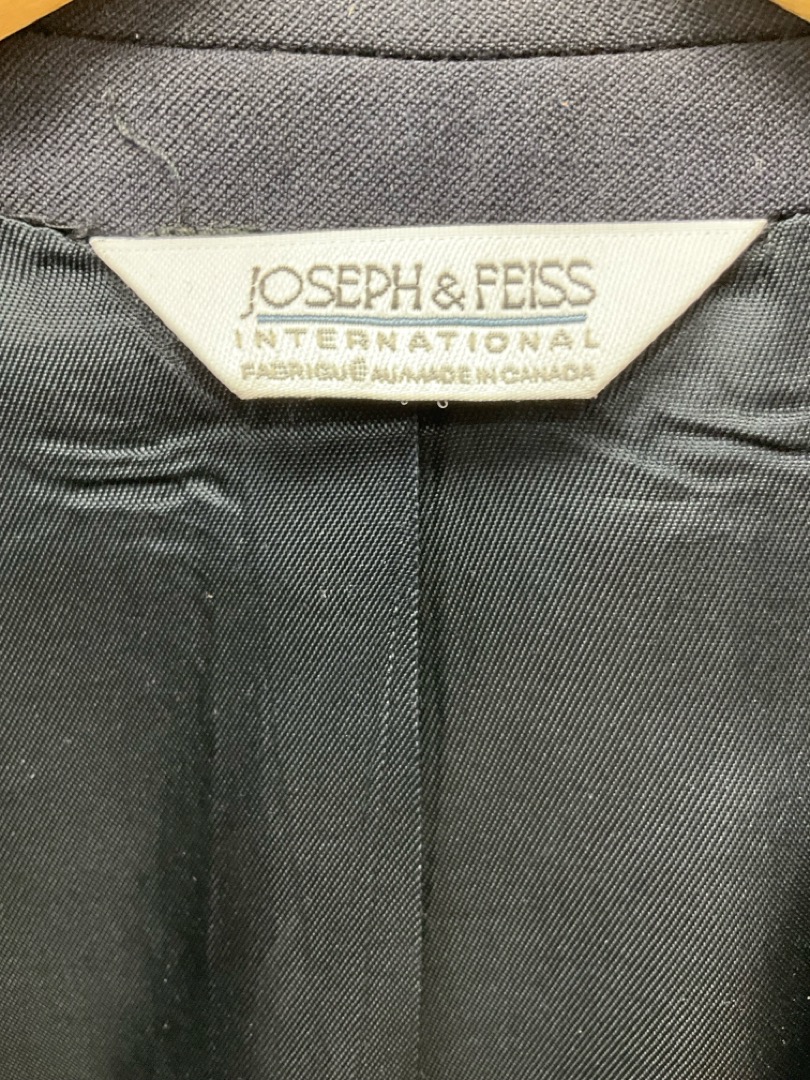 JOSEPH & FEISS
INTERNATIONAL
FABRIQUÉ AU/MADE IN CANADA